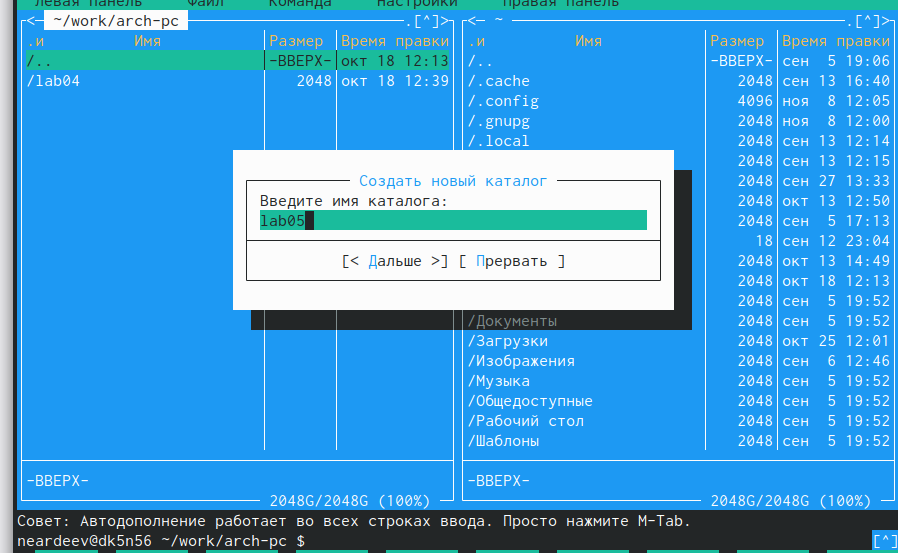 Левая панель Файл Команда Настройки Правая панель
<─ ~/work/arch-pc .[^]> <─ ~ .[^]>
.и Имя Размер Время правки .и Имя Размер Время правки
/.. -ВВЕРХ- окт 18 12:13 /.. -ВВЕРХ- сен 5 19:06
/lab04 2048 окт 18 12:39 /.cache 2048 сен 13 16:40
/.config 4096 ноя 8 12:05
/.gnupg 2048 ноя 8 12:00
/.local 2048 сен 13 12:14
2048 сен 13 12:15
Создать новый каталог 2048 сен 27 13:33
Введите имя каталога: 2048 окт 13 12:50
lab05 2048 сен 5 17:13
18 сен 12 23:04
[< Дальше >] [ Прервать ] 2048 окт 13 14:49
2048 окт 18 12:13
2048 сен 5 19:52
/Документы 2048 сен 5 19:52
/Загрузки 2048 окт 25 12:01
/Изображения 2048 сен 6 12:46
/Музыка 2048 сен 5 19:52
/Общедоступные 2048 сен 5 19:52
/Рабочий стол 2048 сен 5 19:52
/Шаблоны 2048 сен 5 19:52
-ВВЕРХ- -ВВЕРХ-
2048G/2048G (100%) 2048G/2048G (100%)
Совет: Автодополнение работает во всех строках ввода. Просто нажмите M-Tab.
neardeev@dk5n56 ~/work/arch-pc $ [^]